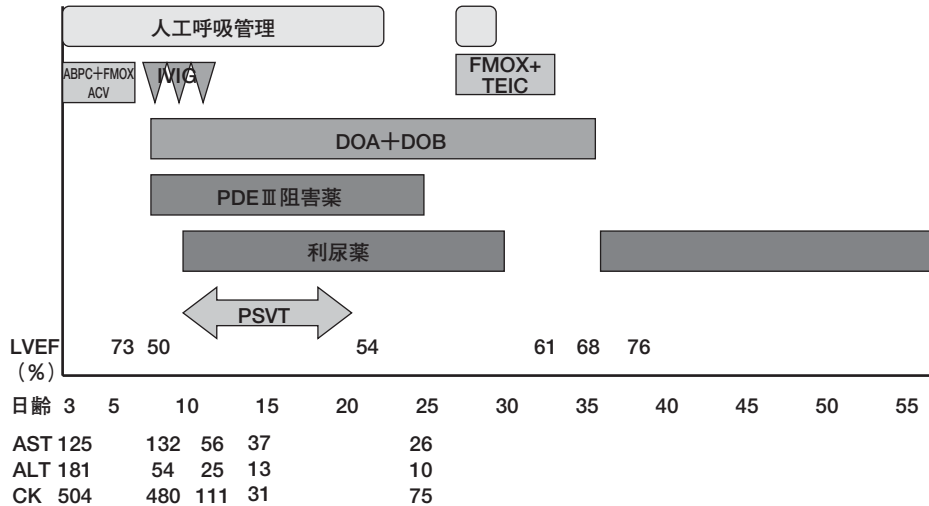 人工呼吸管理
ABPC＋FMOX
ACV
IVIG
FMOX+
TEIC
DOA＋DOB
PDEⅢ阻害薬
利尿薬
PSVT
LVEF 73 50 54 61 68 76
（%）
日齢 3 5 10 15 20 25 30 35 40 45 50 55
AST 125 132 56 37 26
ALT 181 54 25 13 10
CK 504 480 111 31 75